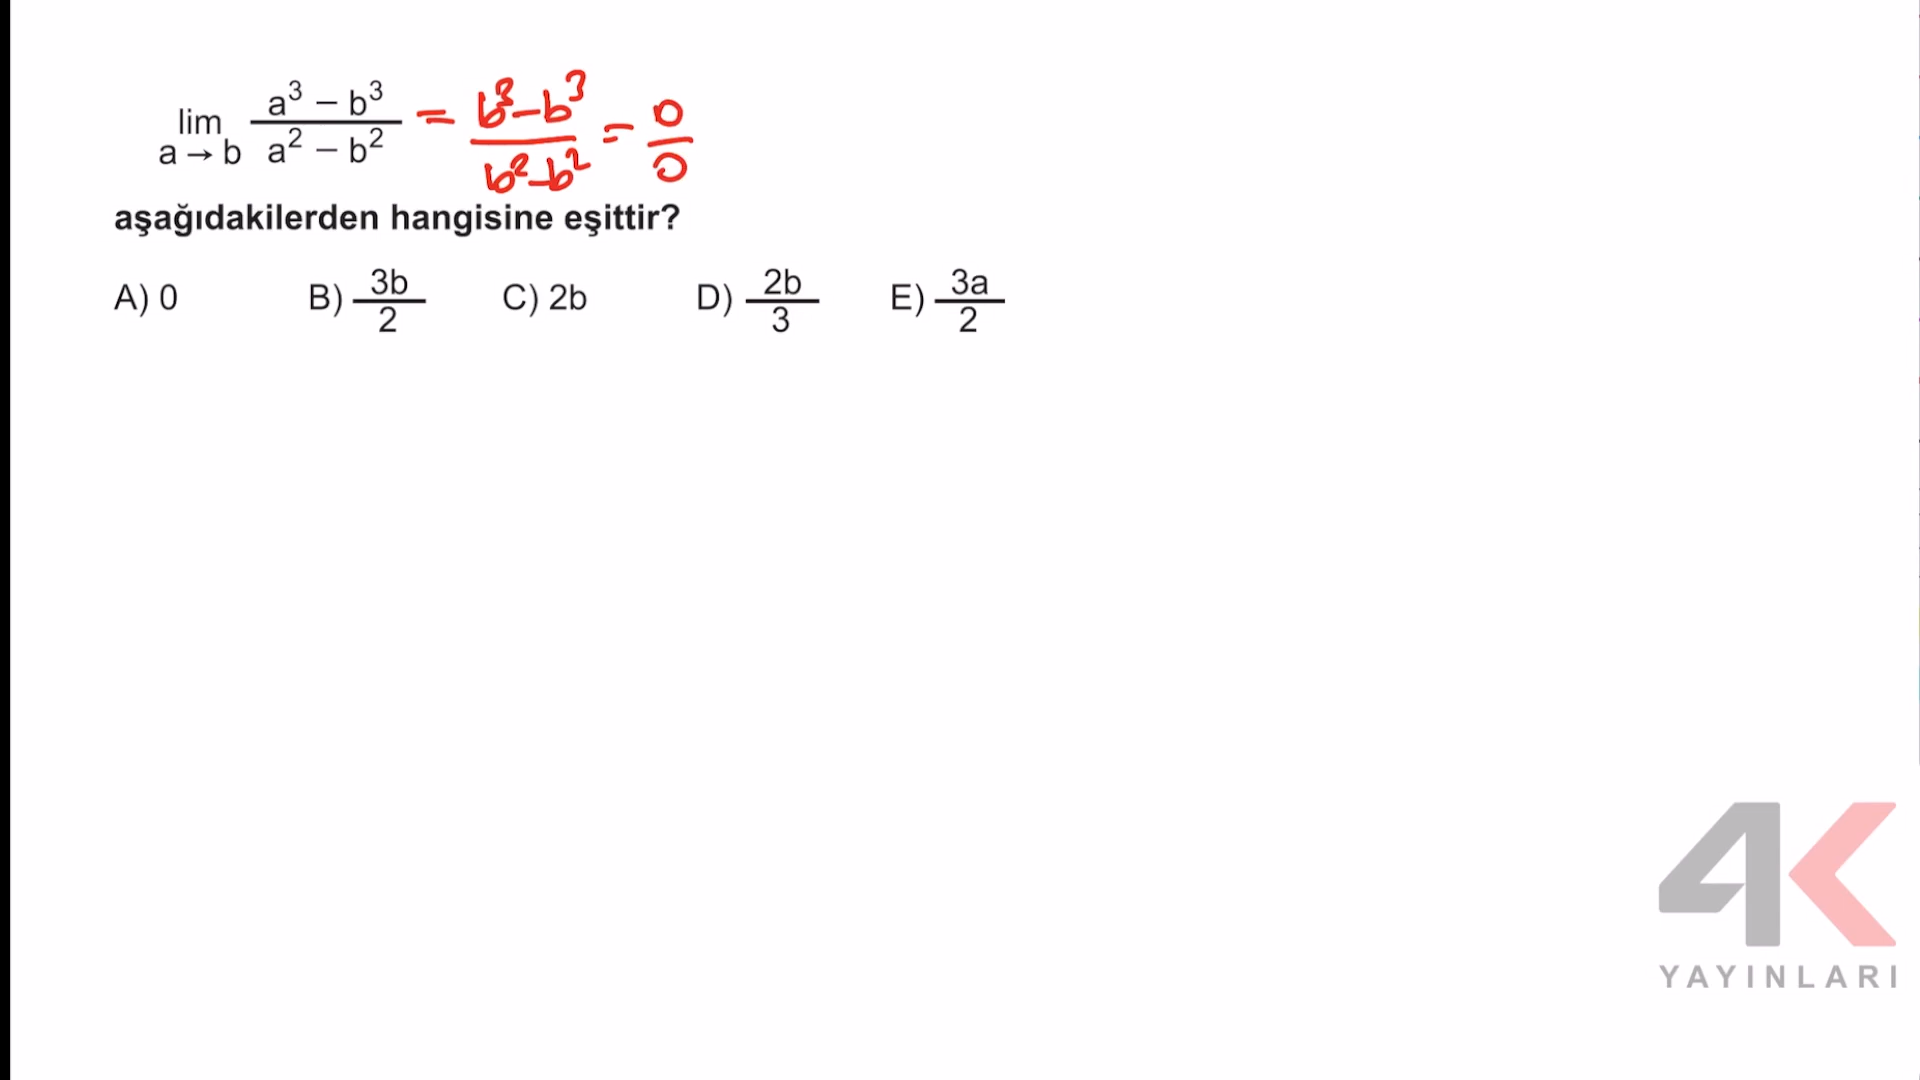 lim a → b a³ – b³ / a² – b² = b³ – b³ / b² – b² = 0 / 0
aşağıdakilerden hangisine eşittir?
A) 0 B) 3b / 2 C) 2b D) 2b / 3 E) 3a / 2
4K
YAYINLARI